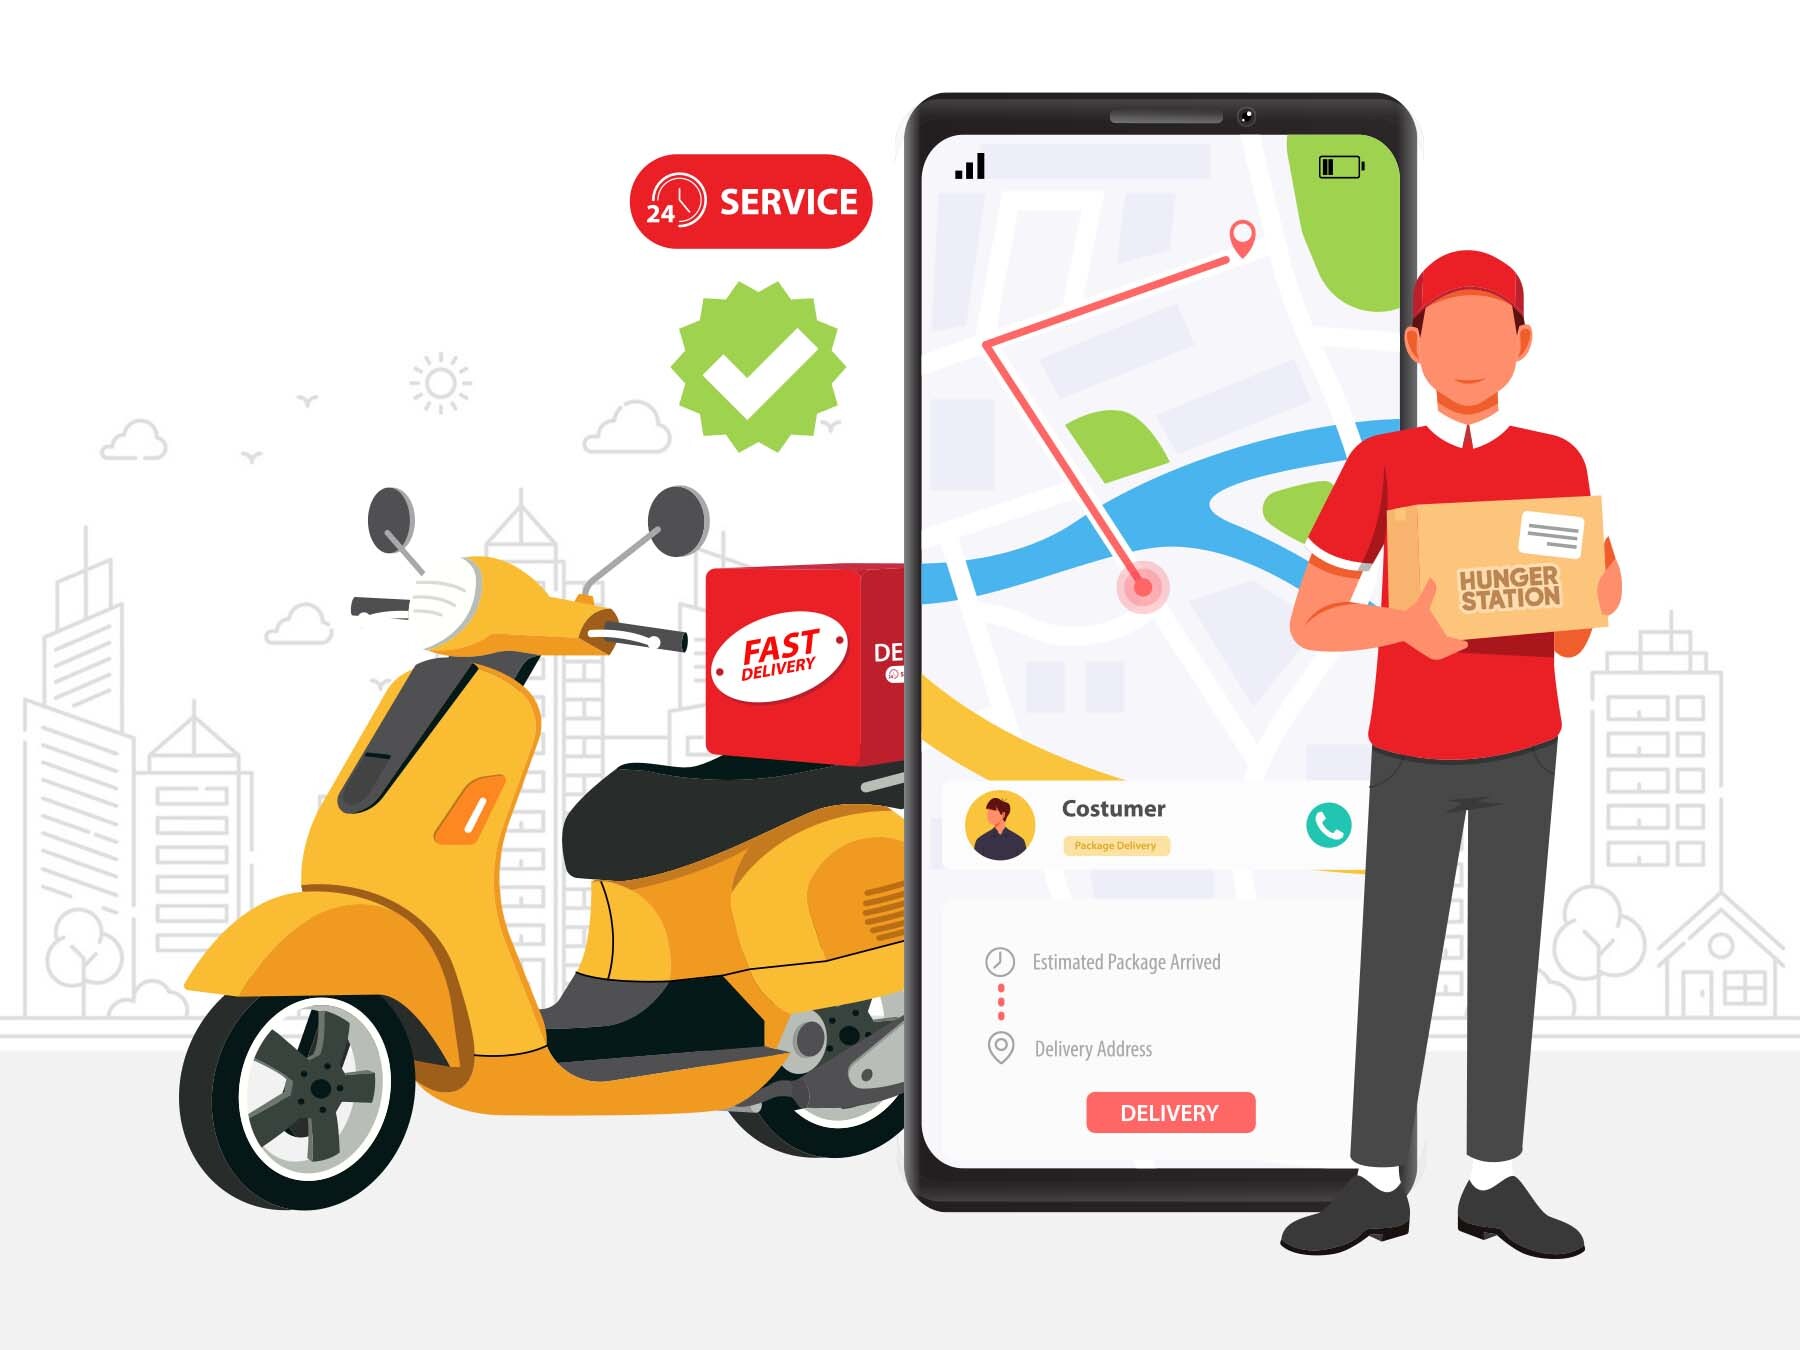 24 SERVICE
FAST
DELIVERY
DE
HUNGER
STATION
Costumer
Package Delivery
Estimated Package Arrived
Delivery Address
DELIVERY